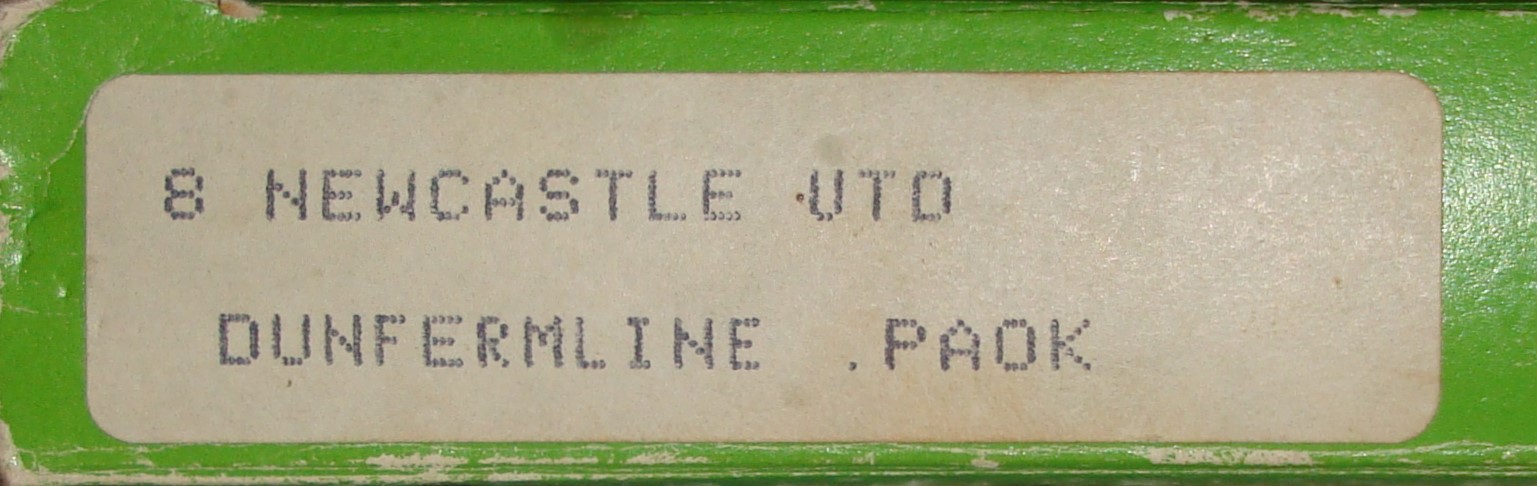 8 NEWCASTLE UTD
DUNFERMLINE .PAOK